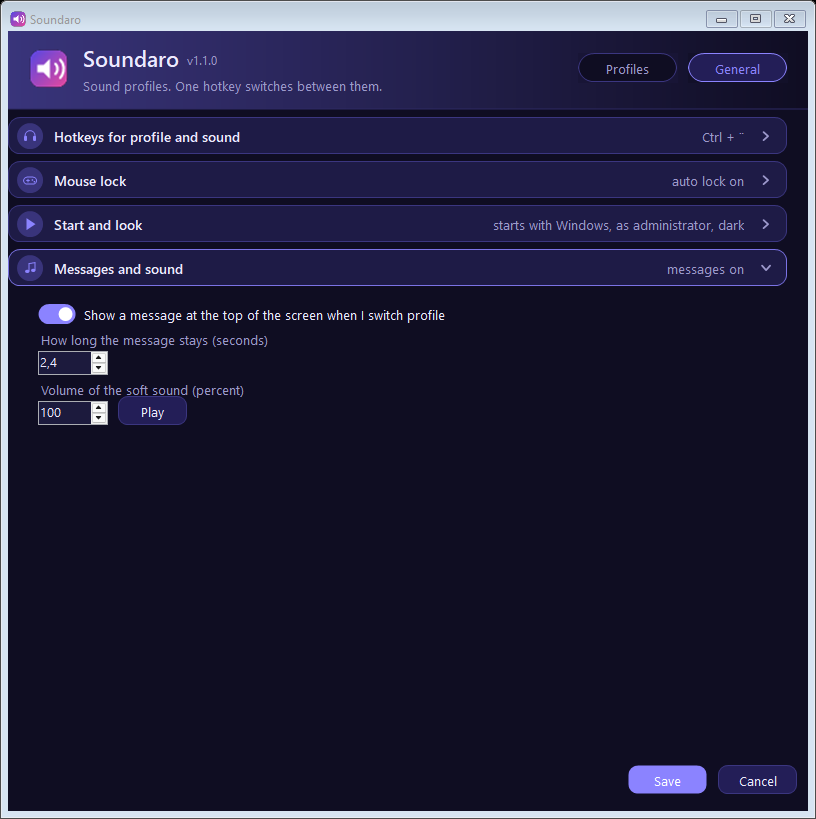 Soundaro
Soundaro v1.1.0
Sound profiles. One hotkey switches between them.
Profiles
General
Hotkeys for profile and sound
Ctrl + ¨
Mouse lock
auto lock on
Start and look
starts with Windows, as administrator, dark
Messages and sound
messages on
Show a message at the top of the screen when I switch profile
How long the message stays (seconds)
2,4
Volume of the soft sound (percent)
100
Play
Save
Cancel